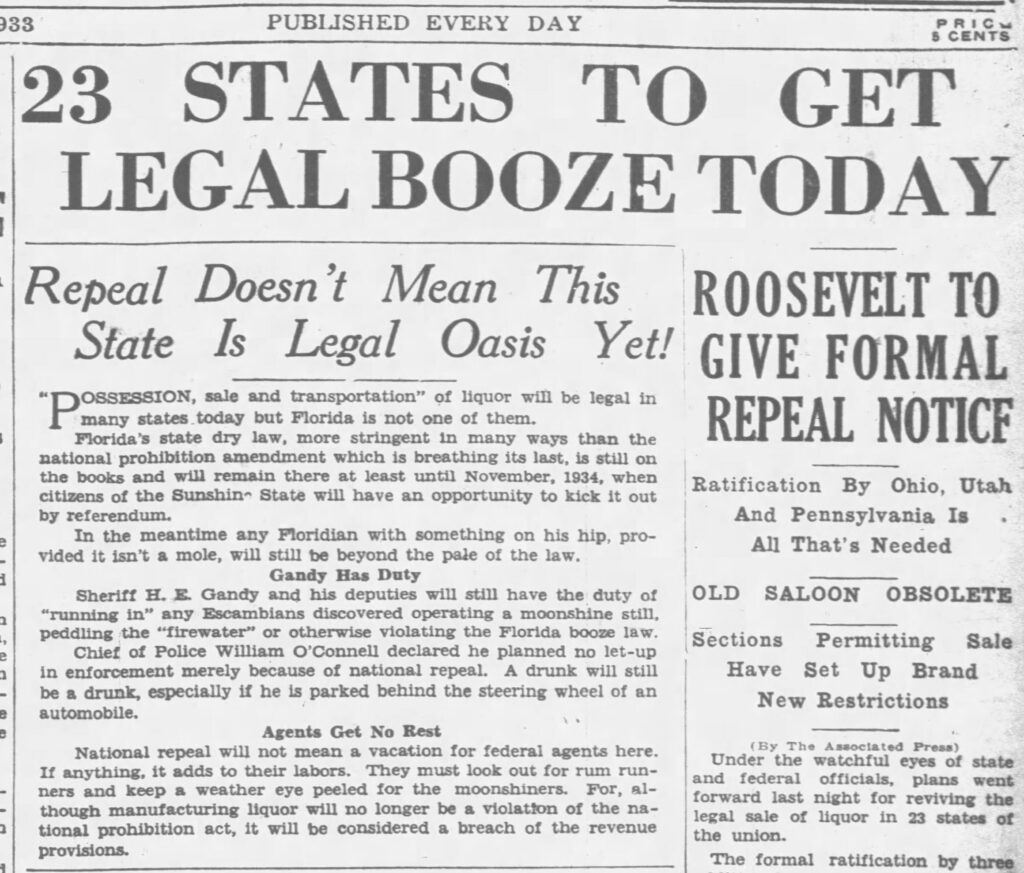 933
PUBLISHED EVERY DAY
PRIC
5 CENTS
23 STATES TO GET
LEGAL BOOZE TODAY
Repeal Doesn't Mean This
State Is Legal Oasis Yet!
"POSSESSION, sale and transportation" of liquor will be legal in
many states today but Florida is not one of them.
Florida's state dry law, more stringent in many ways than the
national prohibition amendment which is breathing its last, is still on
the books and will remain there at least until November, 1934, when
citizens of the Sunshin State will have an opportunity to kick it out
by referendum.
In the meantime any Floridian with something on his hip, pro-
vided it isn't a mole, will still be beyond the pale of the law.
Gandy Has Duty
Sheriff H. E. Gandy and his deputies will still have the duty of
"running in" any Escambians discovered operating a moonshine still,
peddling the "firewater" or otherwise violating the Florida booze law.
Chief of Police William O'Connell declared he planned no let-up
in enforcement merely because of national repeal. A drunk will still
be a drunk, especially if he is parked behind the steering wheel of an
automobile.
Agents Get No Rest
National repeal will not mean a vacation for federal agents here.
If anything, it adds to their labors. They must look out for rum run-
ners and keep a weather eye peeled for the moonshiners. For, al-
though manufacturing liquor will no longer be a violation of the na-
tional prohibition act, it will be considered a breach of the revenue
provisions.
ROOSEVELT TO
GIVE FORMAL
REPEAL NOTICE
Ratification By Ohio, Utah
And Pennsylvania Is
All That's Needed
OLD SALOON OBSOLETE
Sections Permitting Sale
Have Set Up Brand
New Restrictions
(By The Associated Press)
Under the watchful eyes of state
and federal officials, plans went
forward last night for reviving the
legal sale of liquor in 23 states of
the union.
The formal ratification by three